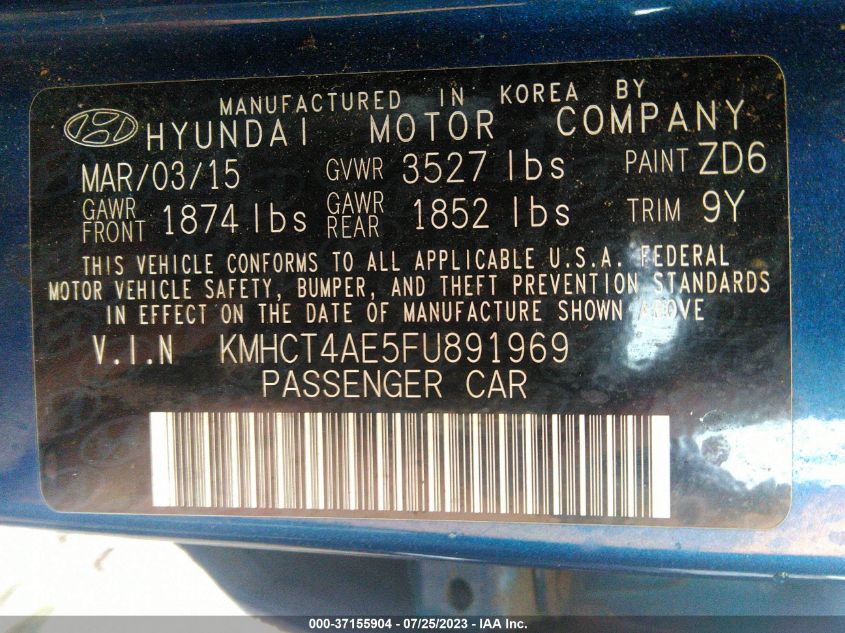 MANUFACTURED IN KOREA BY
HYUNDAI MOTOR COMPANY
MAR/03/15 GVWR 3527 lbs PAINT ZD6
GAWR FRONT 1874 lbs GAWR REAR 1852 lbs TRIM 9Y
THIS VEHICLE CONFORMS TO ALL APPLICABLE U.S.A. FEDERAL
MOTOR VEHICLE SAFETY, BUMPER, AND THEFT PREVENTION STANDARDS
IN EFFECT ON THE DATE OF MANUFACTURE SHOWN ABOVE
V.I.N KMHCT4AE5FU891969
PASSENGER CAR
000-37155904 / 07/25/2023 - IAA Inc.